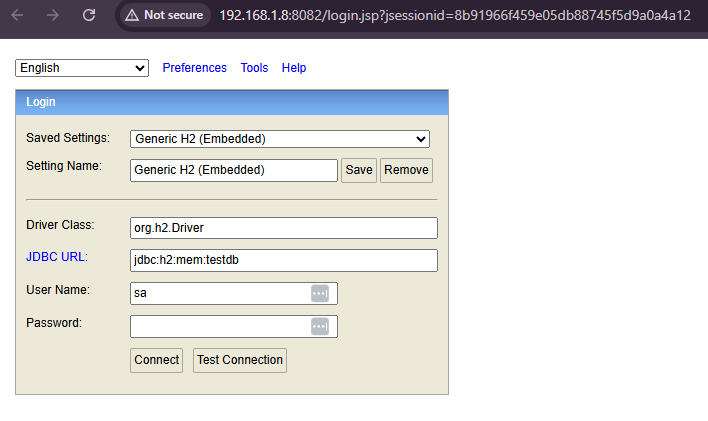 Not secure 192.168.1.8:8082/login.jsp?jsessionid=8b91966f459e05db88745f5d9a0a4a12
English Preferences Tools Help
Login
Saved Settings: Generic H2 (Embedded)
Setting Name: Generic H2 (Embedded) Save Remove
Driver Class: org.h2.Driver
JDBC URL: jdbc:h2:mem:testdb
User Name: sa
Password:
Connect Test Connection